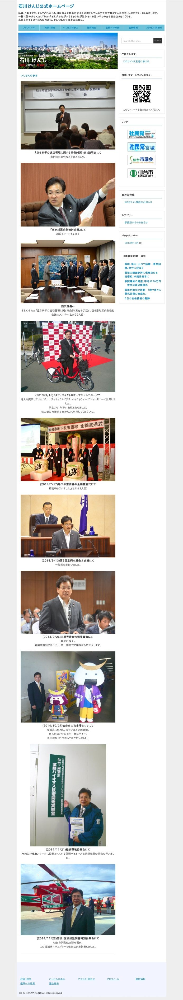 石川けんじ公式ホームページ
私は、これまでも、そしてこれからも、働く方々や社会の支えを必要としている方々の立場で『人にやさしいまちづくり』をめざします。
一緒に始めませんか、「おかげさま」「おたがいさま」の心が生かされる思いやりのある仙台(まち)づくりを。
未来を担う子どもたちのために、そして私たち自身のために。
プロフィール
政策・理念
いしけんの歩み
議会報告
復興への政策
最新情報
アクセス・問合せ
仙台市議会議員
石川 けんじ
Ishikawa Kenji
Search the site...
SEARCH
ご紹介します。
このサイトを友達に教える
携帯・スマートフォン版サイト
このQRコードを読み取ってください。
リンク
社民党 Social Democratic Party
OfficialWebSite
社民党宮城
仙台市議会
sendai city assembly
仙台市
SENDAI CITY
最近の投稿
WEBサイト開設のお知らせ
カテゴリー
事務所からのお知らせ
バックナンバー
2013年12月 (1)
日本経済新聞　政治
首相、地元・山口で始動　景気回
復、地方に波及を
首相の靖国参拝に理解求める
防衛相、米国防長官に
参院議員の資産、平均3770万円
首位は渡辺美樹氏
首相が地元で始動　「津々浦々に
景気回復の実感を」
5日の安倍首相の動静
いしけんの歩み
仙台市空き家等の適正管理に関する条例(仮称)案
説　明　会
「空き家等の適正管理に関する条例(仮称)案」説明会にて
条例の必要性などを訴えました。
『空家対策条例検討会議』にて
議論をリードする様子
西沢議長へ
まとめられた「空き家等の適切管理に関する条例(案)」を手渡す、空き家対策条例検討
会議のメンバー(右から2人目)
(2013/3/16)『ダテ・バイク』のオープンセレモニーにて
導入を提案していたコミュニティサイクル『ダテ・バイク』のオープンセレモニーに出席しま
した。
予定より1年早い実現となりました。
杜の都の市街地を気持ちよく利用してくださいね。
仙台市地下鉄東西線 全線貫通式
(2014/7/17)地下鉄東西線の全線貫通式にて
鏡割りを行いました。(左から3人目)
(2014/9/13)第3回定例市議会本会議にて
一般質問を行いました。
(2014/9/26)決算等審査特別委員会にて
質疑の様子。
雇用問題を取り上げ、一問一答方式で議論にも熱が入ります。
(2014/10/27)仙台市の花市場まつりにて
開会式に出席し、むすび丸と記念撮影。
菊人形のむすび丸も一緒にパチリ。
当日は多くの市民らでにぎわいました。
仙台・南蒲生
藻類バイオマス技術開発実験室
(2014/11/21)経済環境委員会にて
南蒲生浄化センター内に設置されている藻類バイオマス技術開発等の視察を行いまし
た。
JA11BY
仙台市消防局
(2014/11/22)防災・減災推進調査特別委員会にて
仙台市消防航空隊を視察。
この後消防ヘリコプターで復興状況を視察しました。
政策・理念
いしけんの歩み
アクセス・問合せ
プロフィール
最新情報
復興への政策
議会報告
(c) ISHIKAWA KENJI All rights reserved